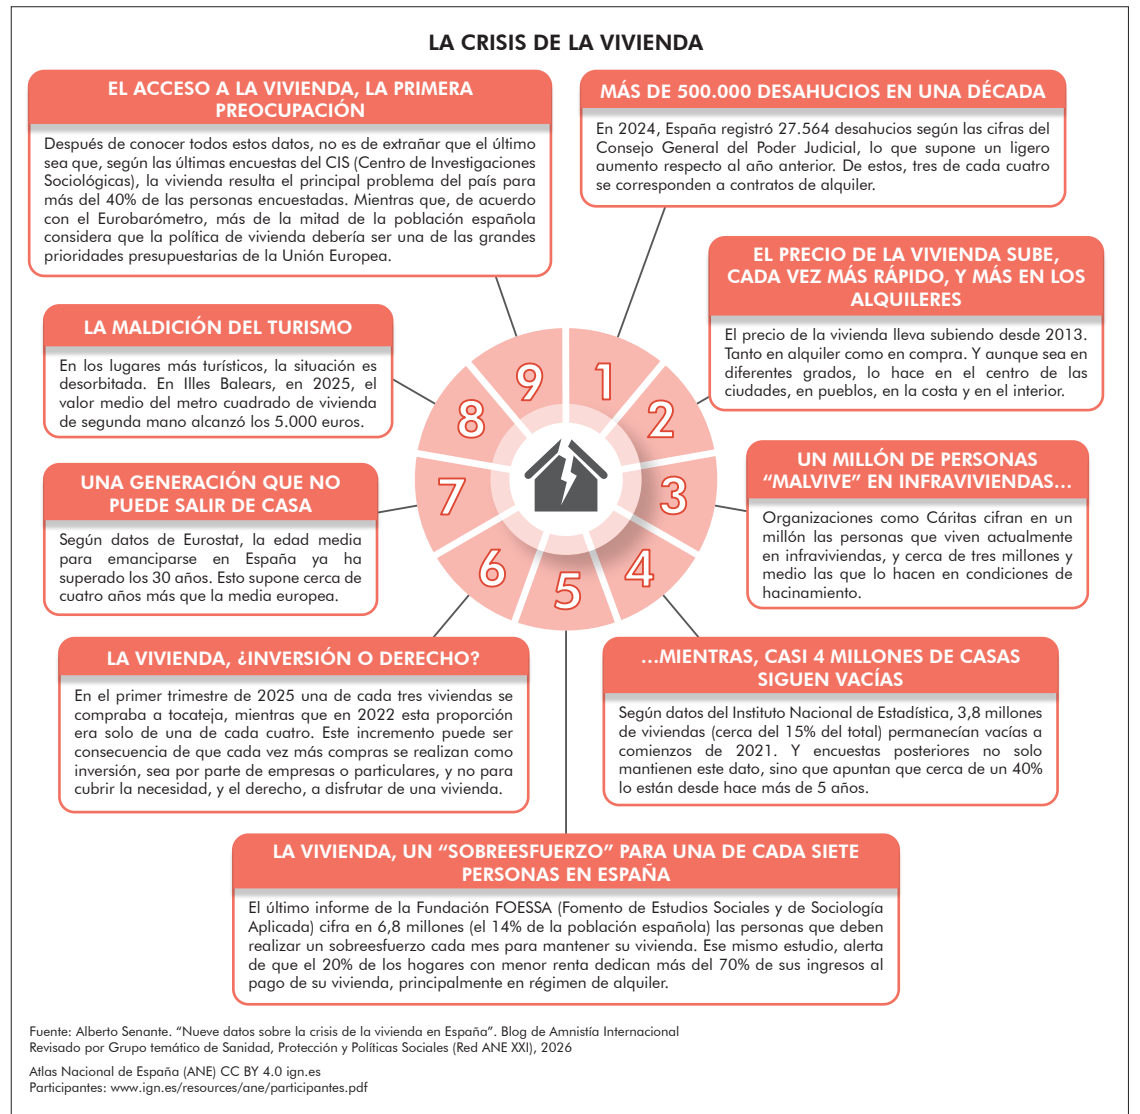 LA CRISIS DE LA VIVIENDA
EL ACCESO A LA VIVIENDA, LA PRIMERA
PREOCUPACIÓN
Después de conocer todos estos datos, no es de extrañar que el último
sea que, según las últimas encuestas del CIS (Centro de Investigaciones
Sociológicas), la vivienda resulta el principal problema del país para
más del 40% de las personas encuestadas. Mientras que, de acuerdo
con el Eurobarómetro, más de la mitad de la población española
considera que la política de vivienda debería ser una de las grandes
prioridades presupuestarias de la Unión Europea.
MÁS DE 500.000 DESAHUCIOS EN UNA DÉCADA
En 2024, España registró 27.564 desahucios según las cifras del
Consejo General del Poder Judicial, lo que supone un ligero
aumento respecto al año anterior. De estos, tres de cada cuatro
se corresponden a contratos de alquiler.
EL PRECIO DE LA VIVIENDA SUBE,
CADA VEZ MÁS RÁPIDO, Y MÁS EN LOS
ALQUILERES
El precio de la vivienda lleva subiendo desde 2013.
Tanto en alquiler como en compra. Y aunque sea en
diferentes grados, lo hace en el centro de las
ciudades, en pueblos, en la costa y en el interior.
LA MALDICIÓN DEL TURISMO
En los lugares más turísticos, la situación es
desorbitada. En Illes Balears, en 2025, el
valor medio del metro cuadrado de vivienda
de segunda mano alcanzó los 5.000 euros.
9
1
8
2
7
3
6
4
5
UN MILLÓN DE PERSONAS
“MALVIVE” EN INFRAVIVIENDAS...
Organizaciones como Cáritas cifran en un
millón las personas que viven actualmente
en infraviviendas, y cerca de tres millones y
medio las que lo hacen en condiciones de
hacinamiento.
UNA GENERACIÓN QUE NO
PUEDE SALIR DE CASA
Según datos de Eurostat, la edad media
para emanciparse en España ya ha
superado los 30 años. Esto supone cerca de
cuatro años más que la media europea.
LA VIVIENDA, ¿INVERSIÓN O DERECHO?
En el primer trimestre de 2025 una de cada tres viviendas se
compraba a tocateja, mientras que en 2022 esta proporción
era solo de una de cada cuatro. Este incremento puede ser
consecuencia de que cada vez más compras se realizan como
inversión, sea por parte de empresas o particulares, y no para
cubrir la necesidad, y el derecho, a disfrutar de una vivienda.
...MIENTRAS, CASI 4 MILLONES DE CASAS
SIGUEN VACÍAS
Según datos del Instituto Nacional de Estadística, 3,8 millones
de viviendas (cerca del 15% del total) permanecían vacías a
comienzos de 2021. Y encuestas posteriores no solo
mantienen este dato, sino que apuntan que cerca de un 40%
lo están desde hace más de 5 años.
LA VIVIENDA, UN “SOBREESFUERZO” PARA UNA DE CADA SIETE
PERSONAS EN ESPAÑA
El último informe de la Fundación FOESSA (Fomento de Estudios Sociales y de Sociología
Aplicada) cifra en 6,8 millones (el 14% de la población española) las personas que deben
realizar un sobreesfuerzo cada mes para mantener su vivienda. Ese mismo estudio, alerta
de que el 20% de los hogares con menor renta dedican más del 70% de sus ingresos al
pago de su vivienda, principalmente en régimen de alquiler.
Fuente: Alberto Senante. “Nueve datos sobre la crisis de la vivienda en España”. Blog de Amnistía Internacional
Revisado por Grupo temático de Sanidad, Protección y Políticas Sociales (Red ANE XXI), 2026
Atlas Nacional de España (ANE) CC BY 4.0 ign.es
Participantes: www.ign.es/resources/ane/participantes.pdf